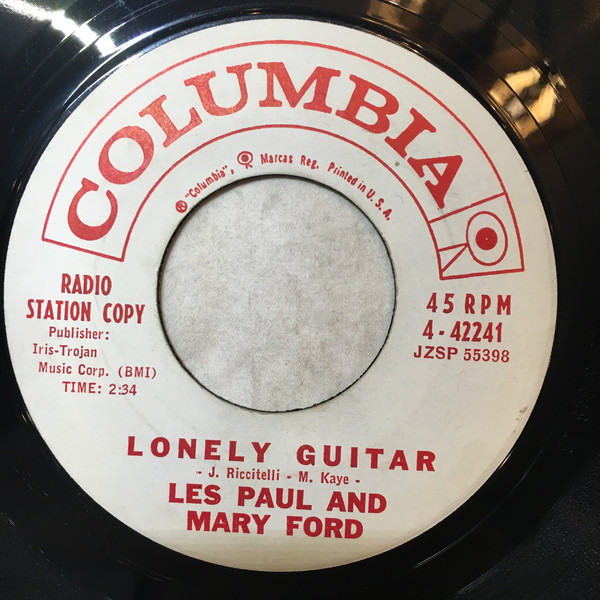 COLUMBIA
® "Columbia", Marcas Reg. Printed in U.S.A.
RADIO
STATION COPY
Publisher:
Iris-Trojan
Music Corp. (BMI)
TIME: 2:34
45 RPM
4-42241
JZSP 55398
LONELY GUITAR
- J. Riccitelli - M. Kaye -
LES PAUL AND
MARY FORD